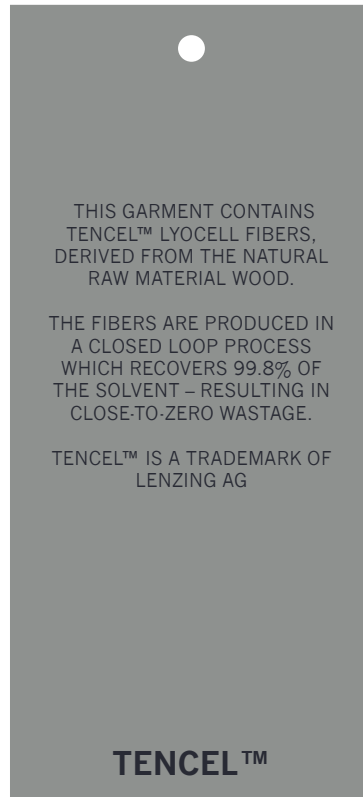 THIS GARMENT CONTAINS
TENCEL™ LYOCELL FIBERS,
DERIVED FROM THE NATURAL
RAW MATERIAL WOOD.
THE FIBERS ARE PRODUCED IN
A CLOSED LOOP PROCESS
WHICH RECOVERS 99.8% OF
THE SOLVENT – RESULTING IN
CLOSE-TO-ZERO WASTAGE.
TENCEL™ IS A TRADEMARK OF
LENZING AG
TENCEL™